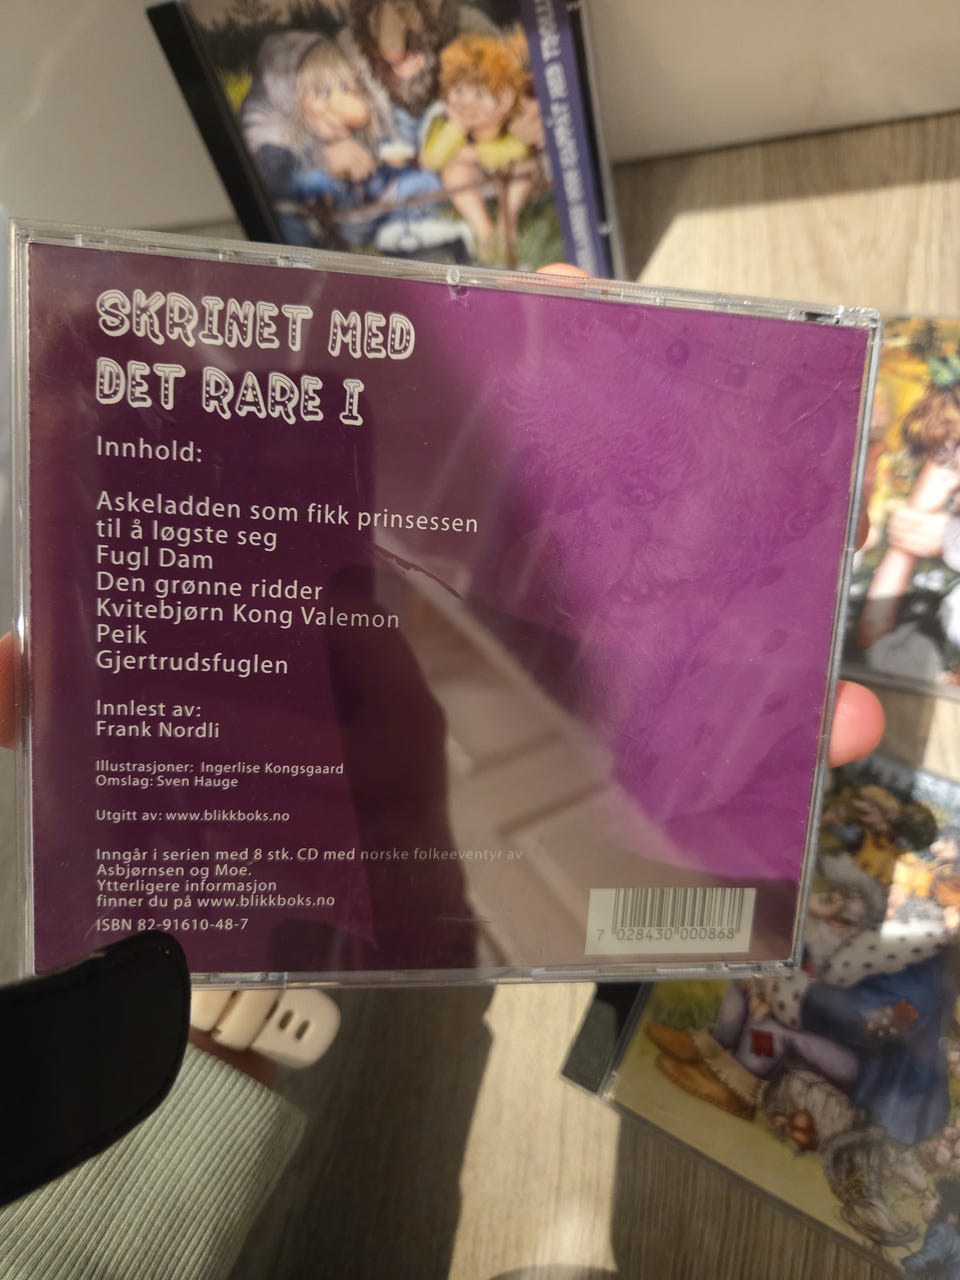 SKRINET MED
DET RARE I
Innhold:
Askeladden som fikk prinsessen
til å løgste seg
Fugl Dam
Den grønne ridder
Kvitebjørn Kong Valemon
Peik
Gjertrudsfuglen
Innlest av:
Frank Nordli
Illustrasjoner: Ingerlise Kongsgaard
Omslag: Sven Hauge
Utgitt av: www.blikkboks.no
Inngår i serien med 8 stk. CD med norske folkeeventyr av
Asbjørnsen og Moe.
Ytterligere informasjon
finner du på www.blikkboks.no
ISBN 82-91610-48-7
7 028430 000868